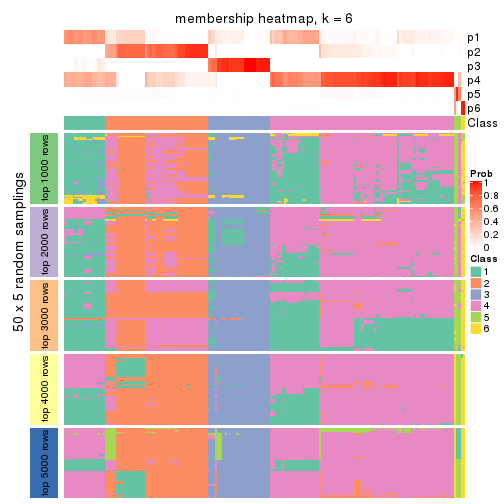 membership heatmap, k = 6
p1
p2
p3
p4
p5
p6
Class
50 x 5 random samplings
top 1000 rows
top 2000 rows
top 3000 rows
top 4000 rows
top 5000 rows
Prob
1
0.8
0.6
0.4
0.2
0
Class
1
2
3
4
5
6